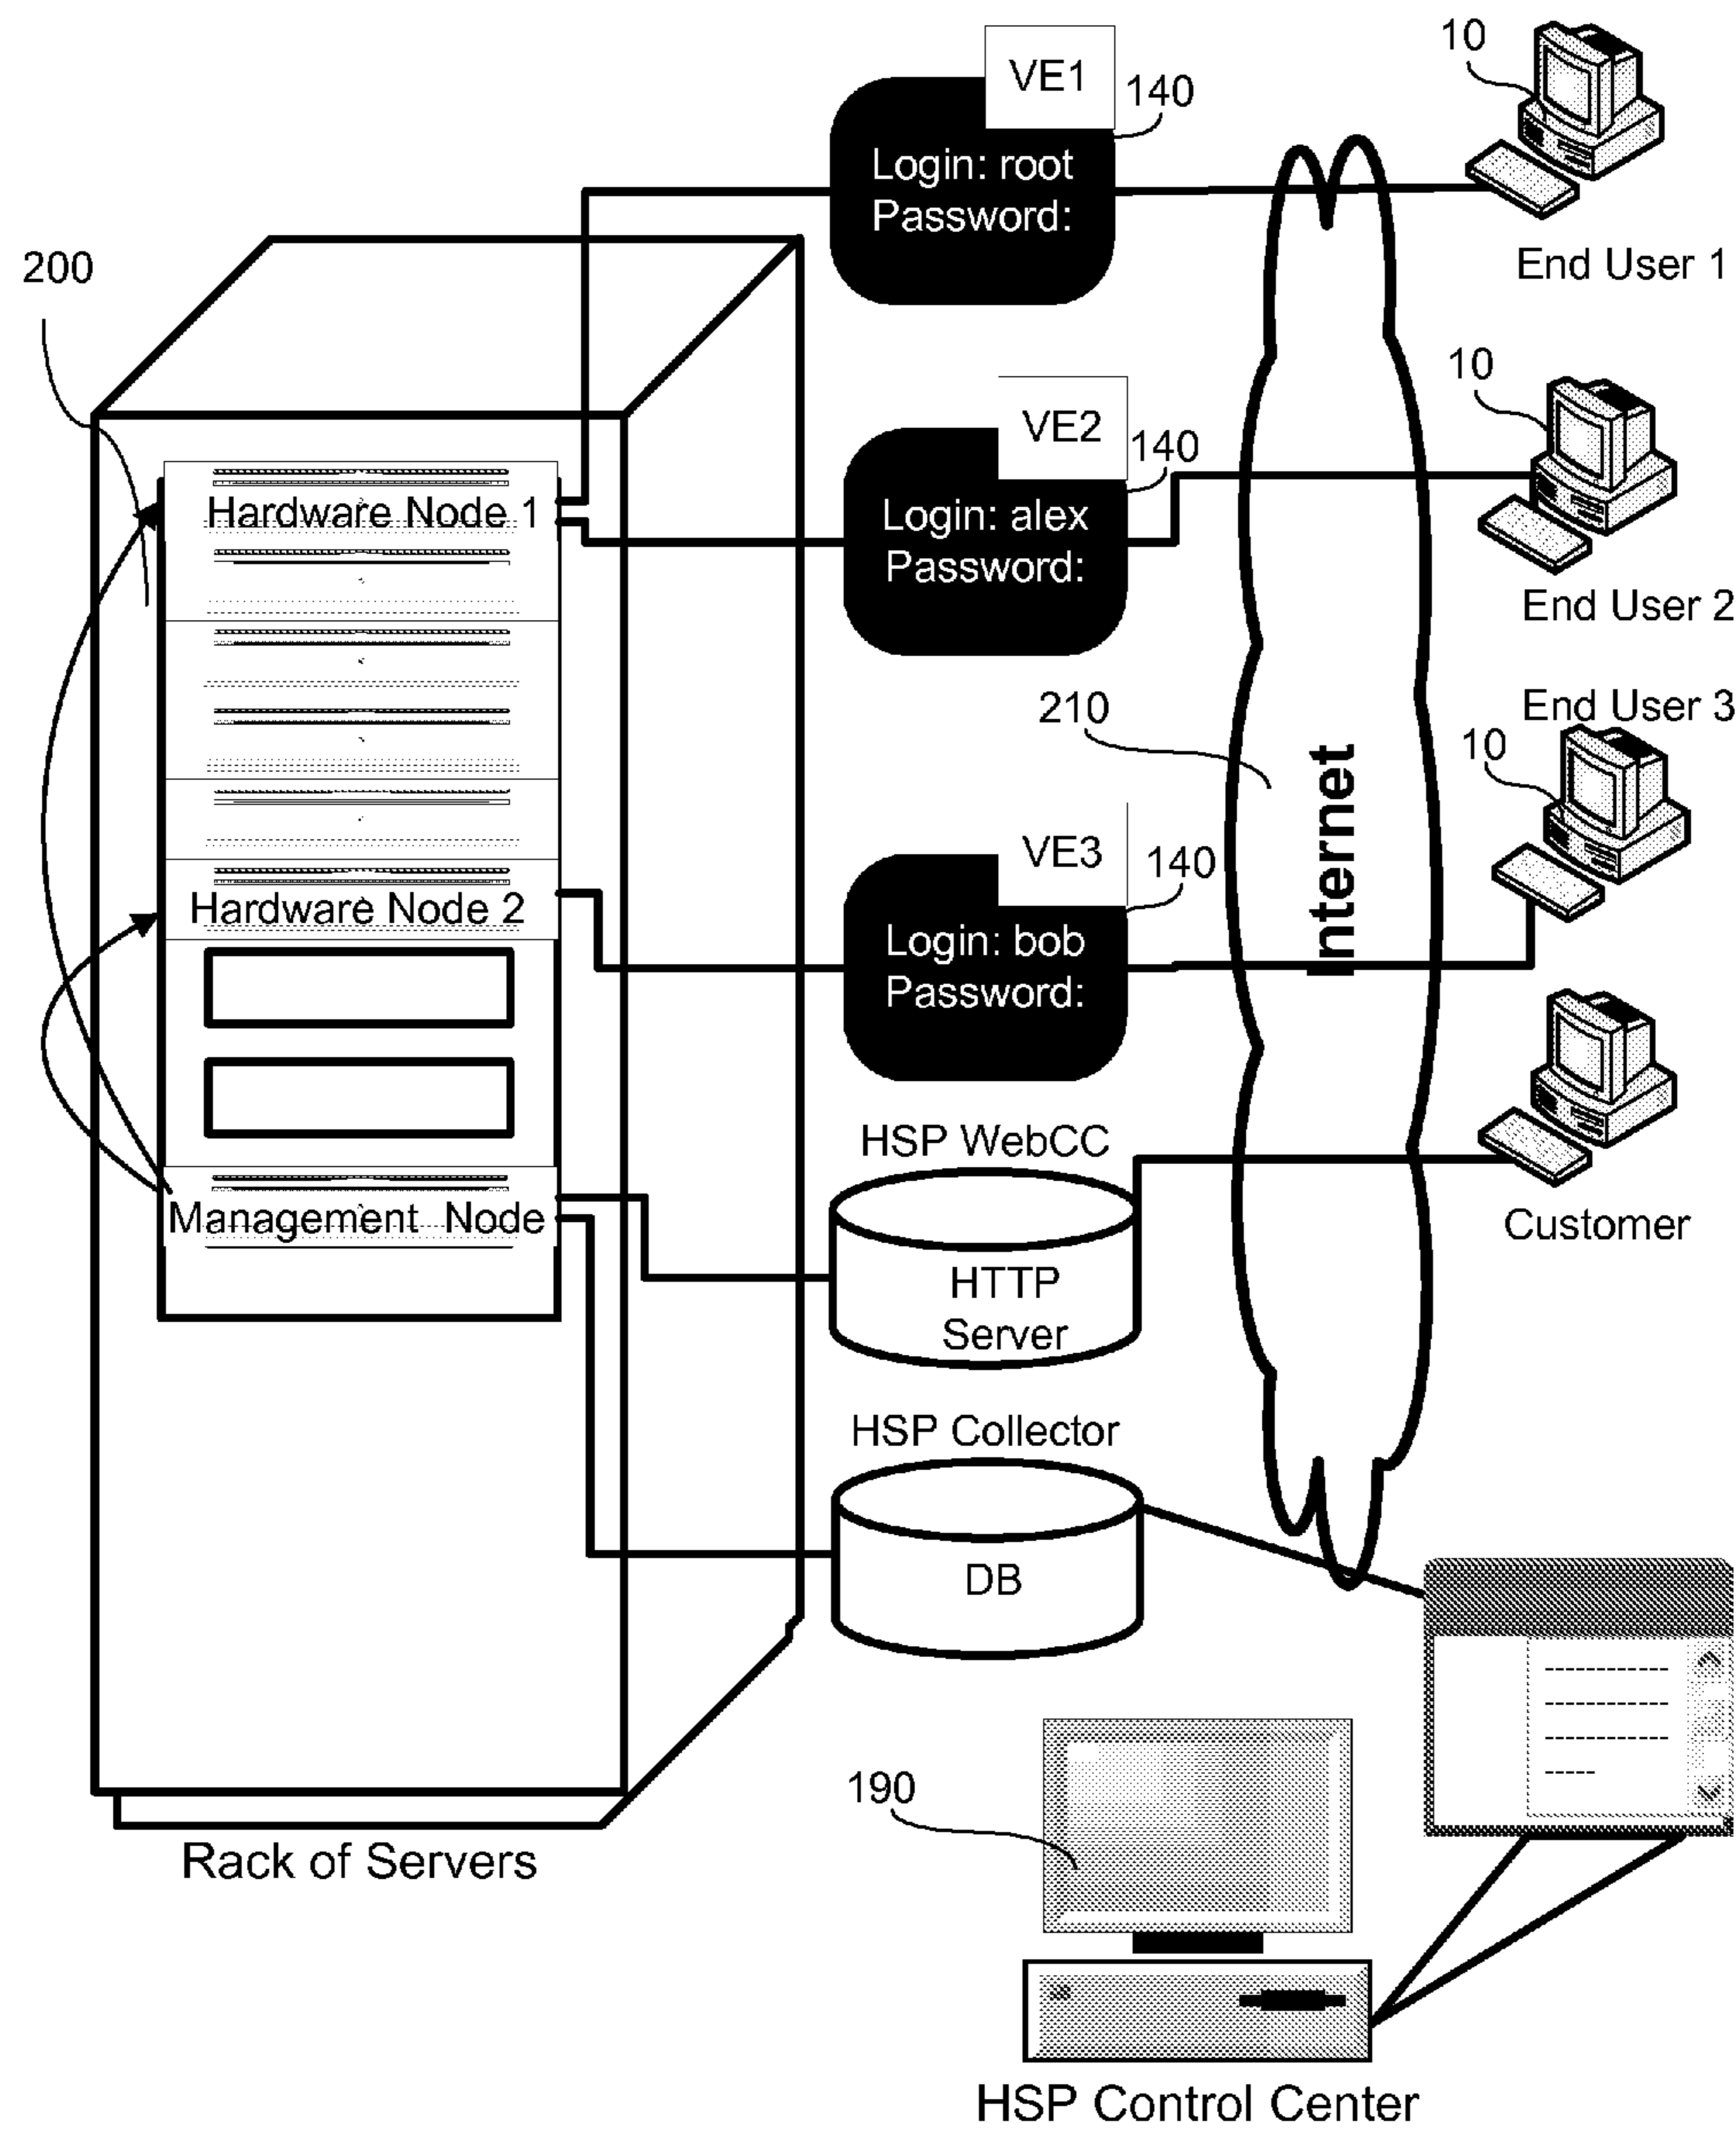 10
VE1
140
Login: root
Password:
End User 1
200
10
VE2
140
Hardware Node 1
Login: alex
Password:
End User 2
210
End User 3
10
Internet
VE3
140
Hardware Node 2
Login: bob
Password:
HSP WebCC
Management Node
Customer
HTTP
Server
HSP Collector
DB
190
Rack of Servers
HSP Control Center